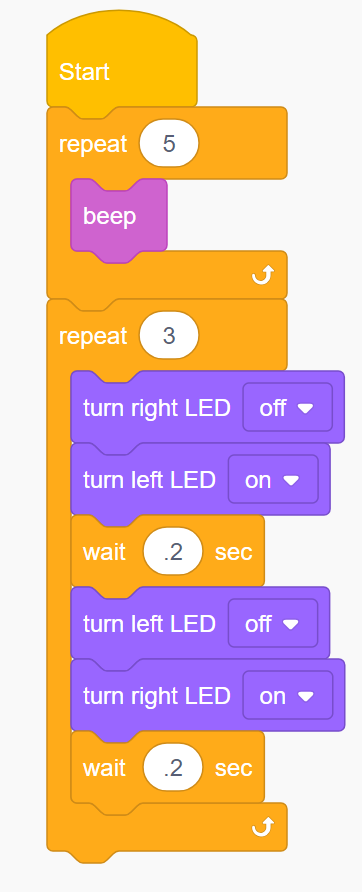 Start
repeat 5
beep
repeat 3
turn right LED off
turn left LED on
wait .2 sec
turn left LED off
turn right LED on
wait .2 sec